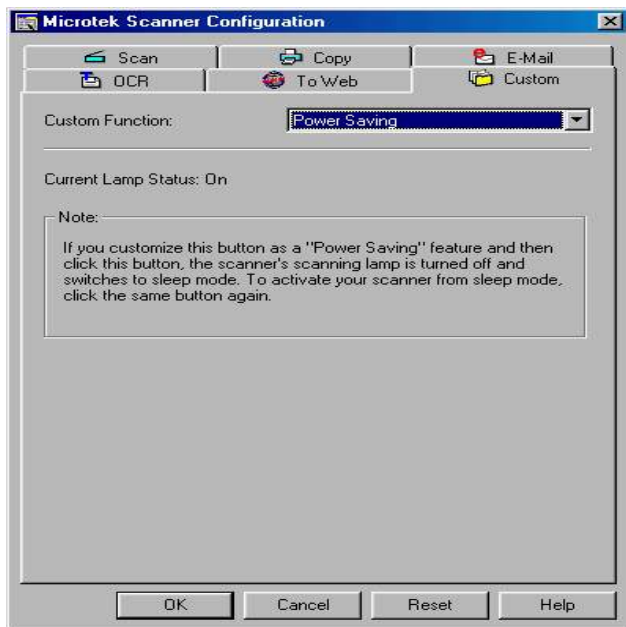 Microtek Scanner Configuration
Scan Copy E-Mail
OCR To Web Custom
Custom Function: Power Saving
Current Lamp Status: On
Note:
If you customize this button as a "Power Saving" feature and then
click this button, the scanner's scanning lamp is turned off and
switches to sleep mode. To activate your scanner from sleep mode,
click the same button again.
OK Cancel Reset Help